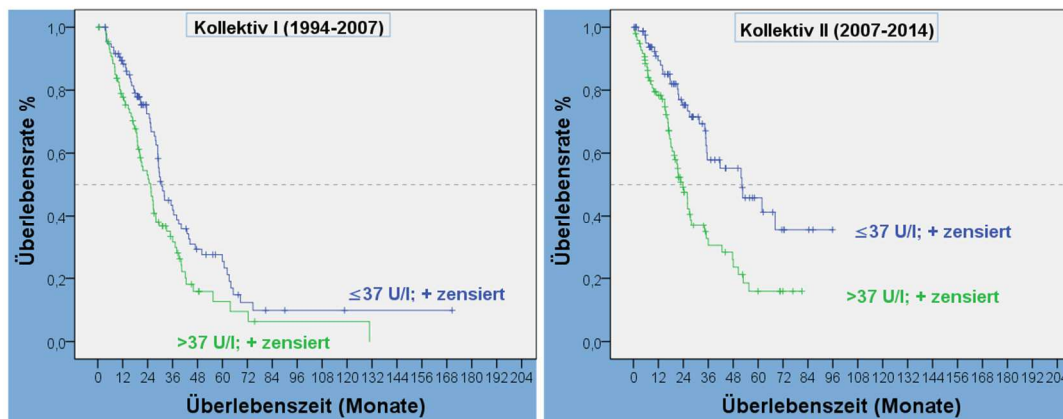 Kollektiv I (1994-2007)
Überlebensrate %
1,0
0,8
0,6
0,4
0,2
0,0
≤37 U/l; + zensiert
>37 U/l; + zensiert
0 12 24 36 48 60 72 84 96 108 120 132 144 156 168 180 192 204
Überlebenszeit (Monate)
Kollektiv II (2007-2014)
Überlebensrate %
1,0
0,8
0,6
0,4
0,2
0,0
≤37 U/l; + zensiert
>37 U/l; + zensiert
0 12 24 36 48 60 72 84 96 108 120 132 144 156 168 180 192 204
Überlebenszeit (Monate)